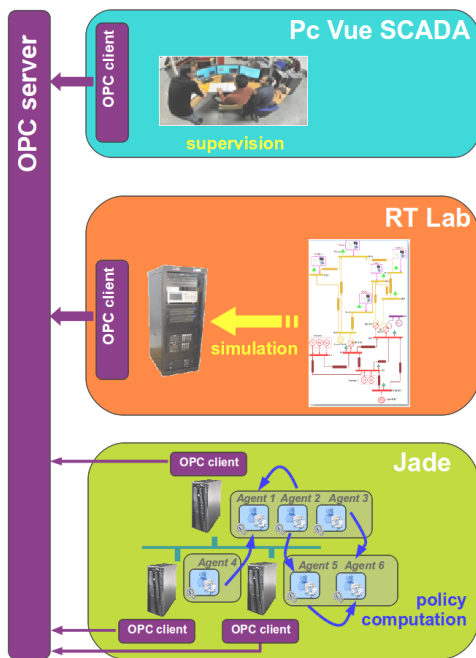 OPC server
Pc Vue SCADA
OPC client
supervision
RT Lab
OPC client
simulation
Jade
OPC client
Agent 1
Agent 2
Agent 3
Agent 4
Agent 5
Agent 6
policy
computation
OPC client
OPC client